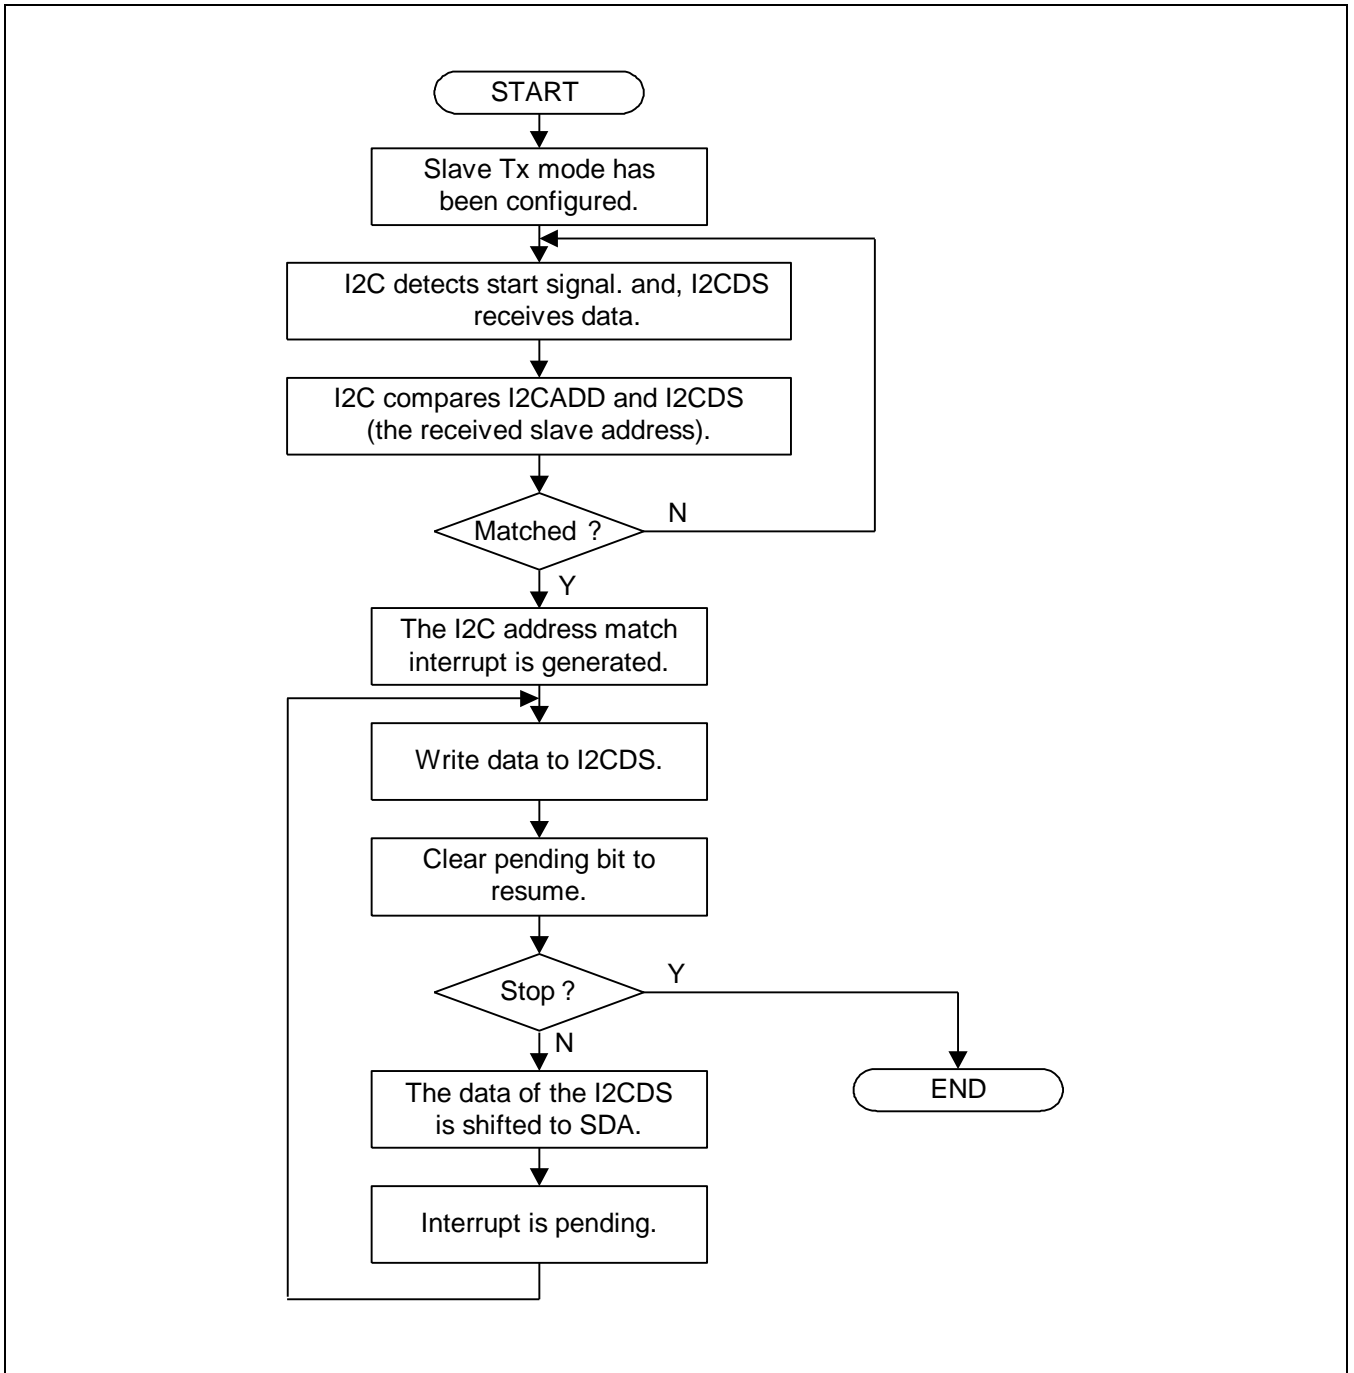 START
Slave Tx mode has
been configured.
I2C detects start signal. and, I2CDS
receives data.
I2C compares I2CADD and I2CDS
(the received slave address).
Matched ?
N
Y
The I2C address match
interrupt is generated.
Write data to I2CDS.
Clear pending bit to
resume.
Stop ?
Y
N
The data of the I2CDS
is shifted to SDA.
END
Interrupt is pending.